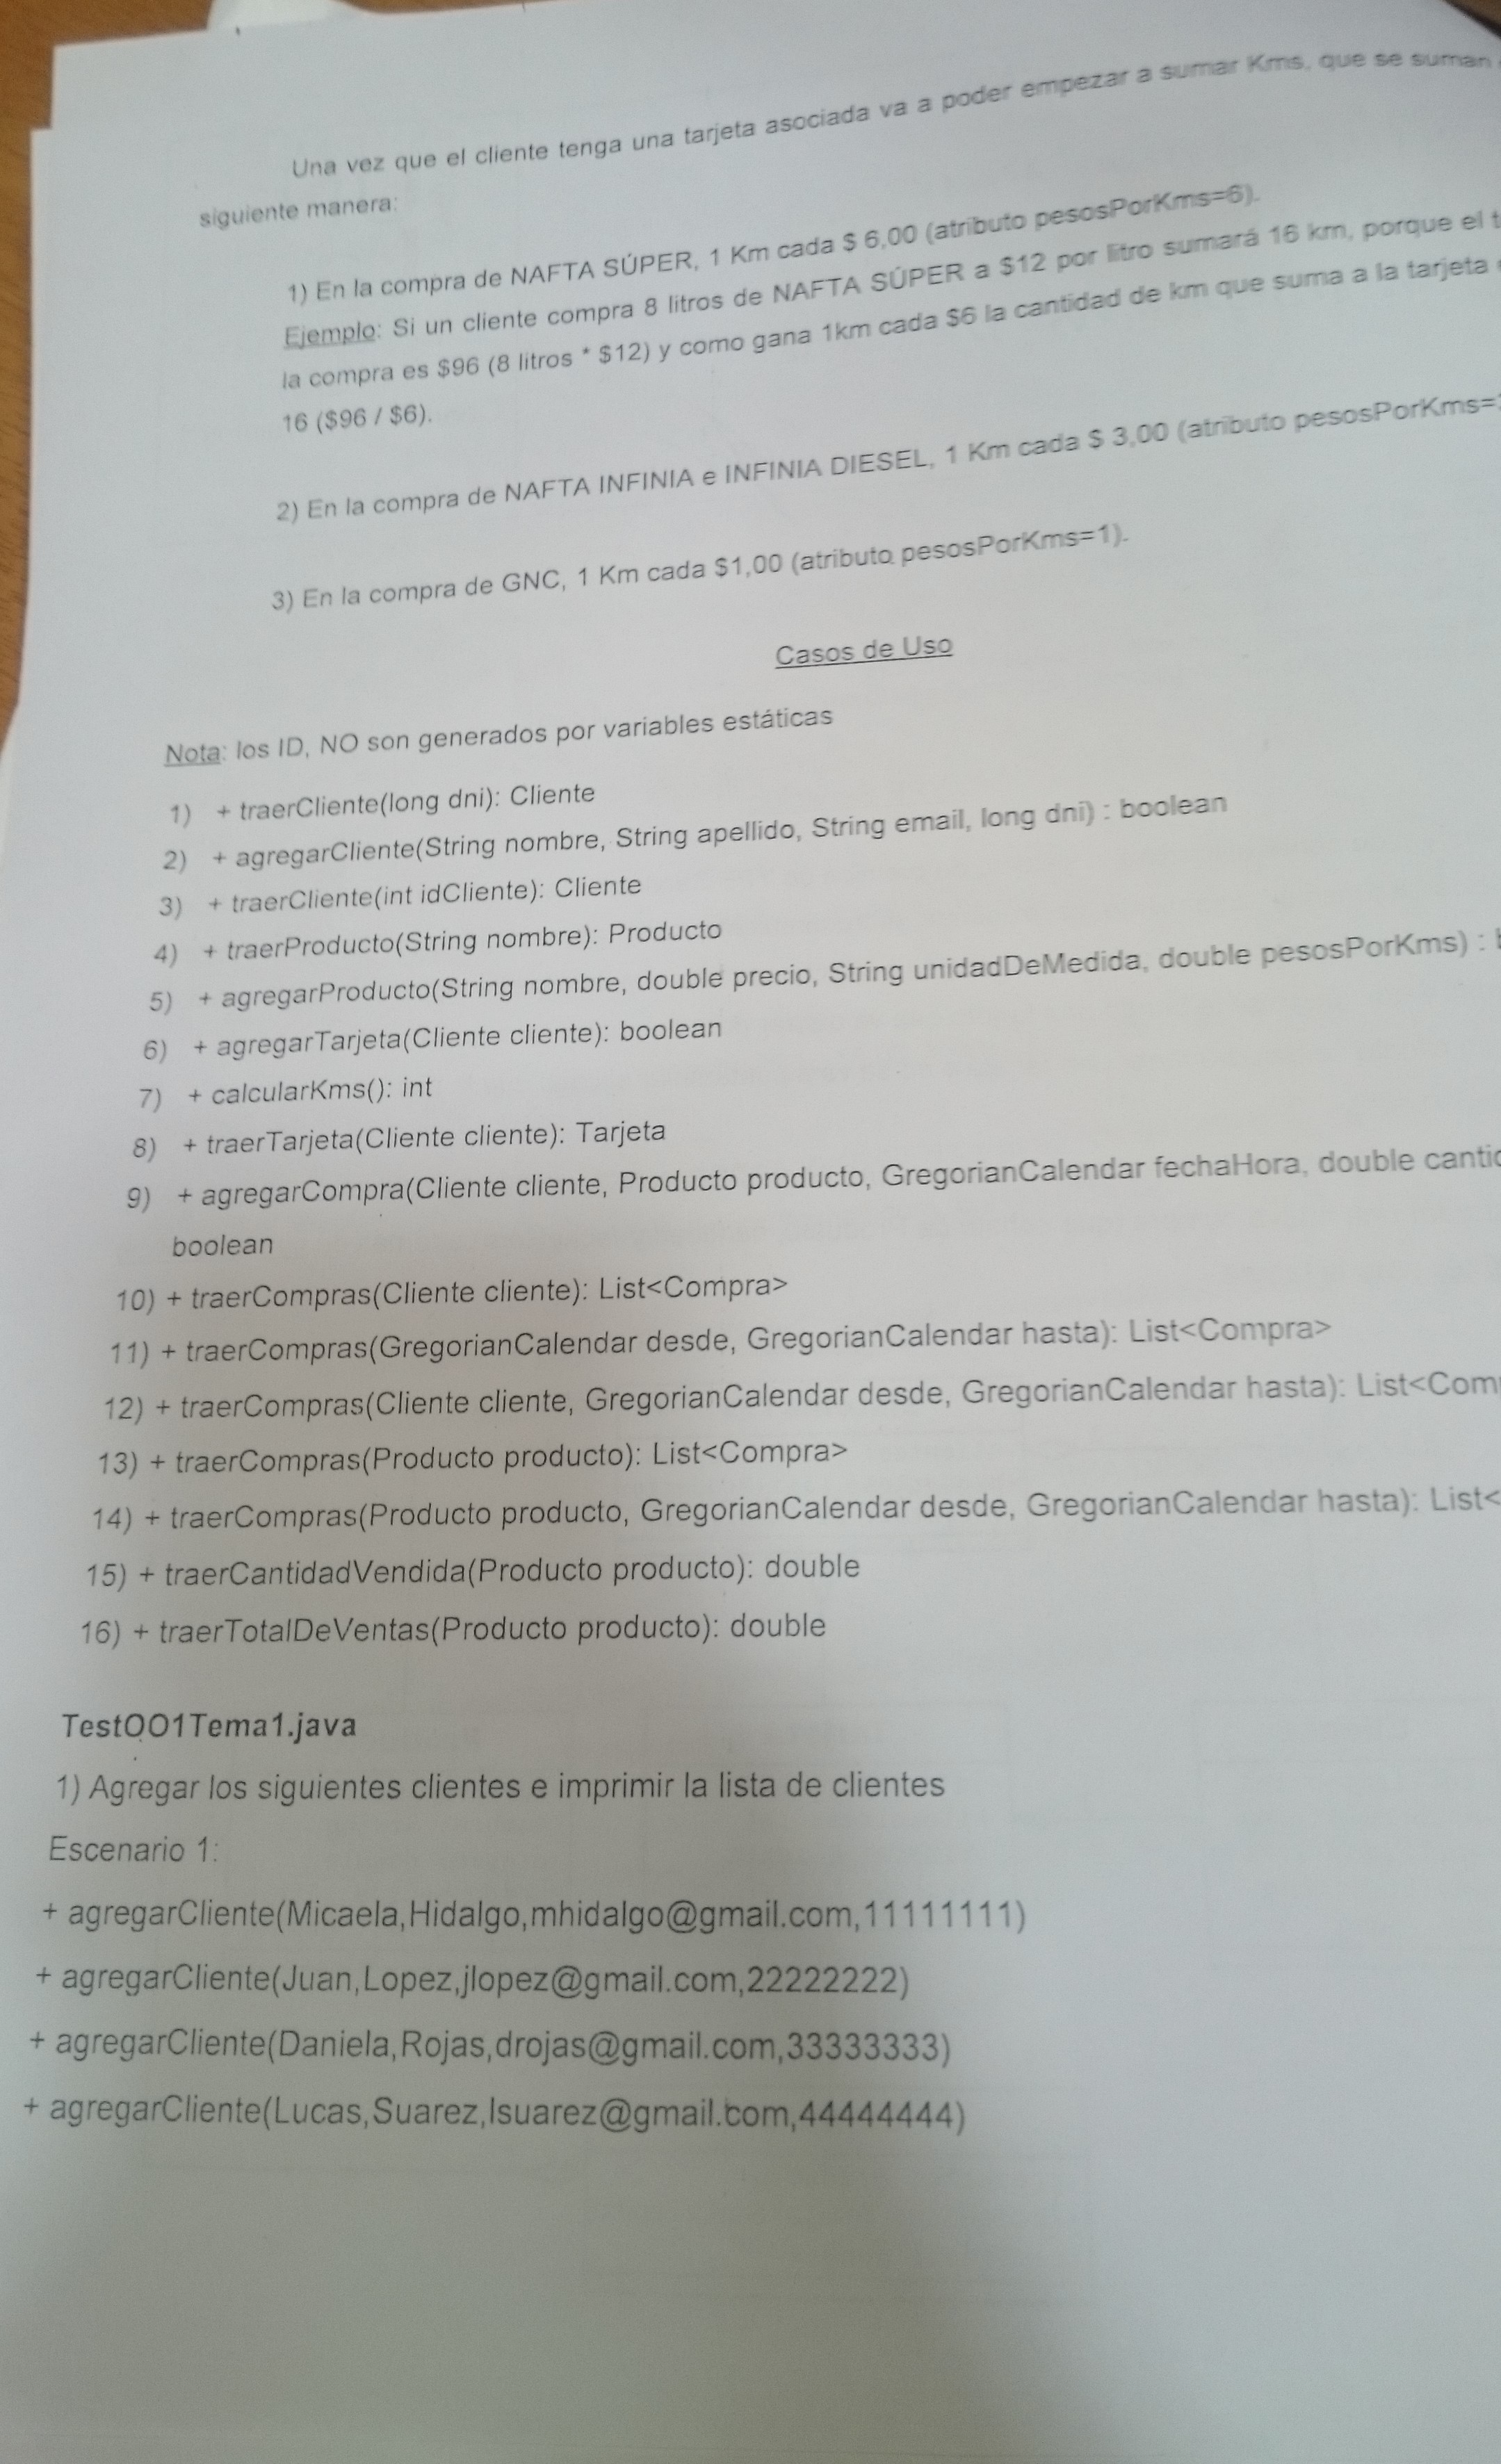 Una vez que el cliente tenga una tarjeta asociada va a poder empezar a sumar Kms, que se suman
siguiente manera:
1) En la compra de NAFTA SÚPER, 1 Km cada $ 6,00 (atributo pesosPorKms=6).
Ejemplo: Si un cliente compra 8 litros de NAFTA SÚPER a $12 por litro sumará 16 km, porque el
la compra es $96 (8 litros * $12) y como gana 1km cada $6 la cantidad de km que suma a la tarjeta
16 ($96 / $6).
2) En la compra de NAFTA INFINIA e INFINIA DIESEL, 1 Km cada $ 3,00 (atributo pesosPorKms=
3) En la compra de GNC, 1 Km cada $1,00 (atributo pesosPorKms=1).
Casos de Uso
Nota: los ID, NO son generados por variables estáticas
1) + traerCliente(long dni): Cliente
2) + agregarCliente(String nombre, String apellido, String email, long dni) : boolean
3) + traerCliente(int idCliente): Cliente
4) + traerProducto(String nombre): Producto
5) + agregarProducto(String nombre, double precio, String unidadDeMedida, double pesosPorKms) :
6) + agregarTarjeta(Cliente cliente): boolean
7) + calcularKms(): int
8) + traerTarjeta(Cliente cliente): Tarjeta
9) + agregarCompra(Cliente cliente, Producto producto, GregorianCalendar fechaHora, double
boolean
10) + traerCompras(Cliente cliente): List<Compra>
11) + traerCompras(GregorianCalendar desde, GregorianCalendar hasta): List<Compra>
12) + traerCompras(Cliente cliente, GregorianCalendar desde, GregorianCalendar hasta): List<Com
13) + traerCompras(Producto producto): List<Compra>
14) + traerCompras(Producto producto, GregorianCalendar desde, GregorianCalendar hasta): List<
15) + traerCantidadVendida(Producto producto): double
16) + traerTotalDeVentas(Producto producto): double
TestOO1Tema1.java
1) Agregar los siguientes clientes e imprimir la lista de clientes
Escenario 1:
+ agregarCliente(Micaela,Hidalgo,mhidalgo@gmail.com,11111111)
+ agregarCliente(Juan,Lopez,jlopez@gmail.com,22222222)
+ agregarCliente(Daniela,Rojas,drojas@gmail.com,33333333)
+ agregarCliente(Lucas,Suarez,lsuarez@gmail.com,44444444)